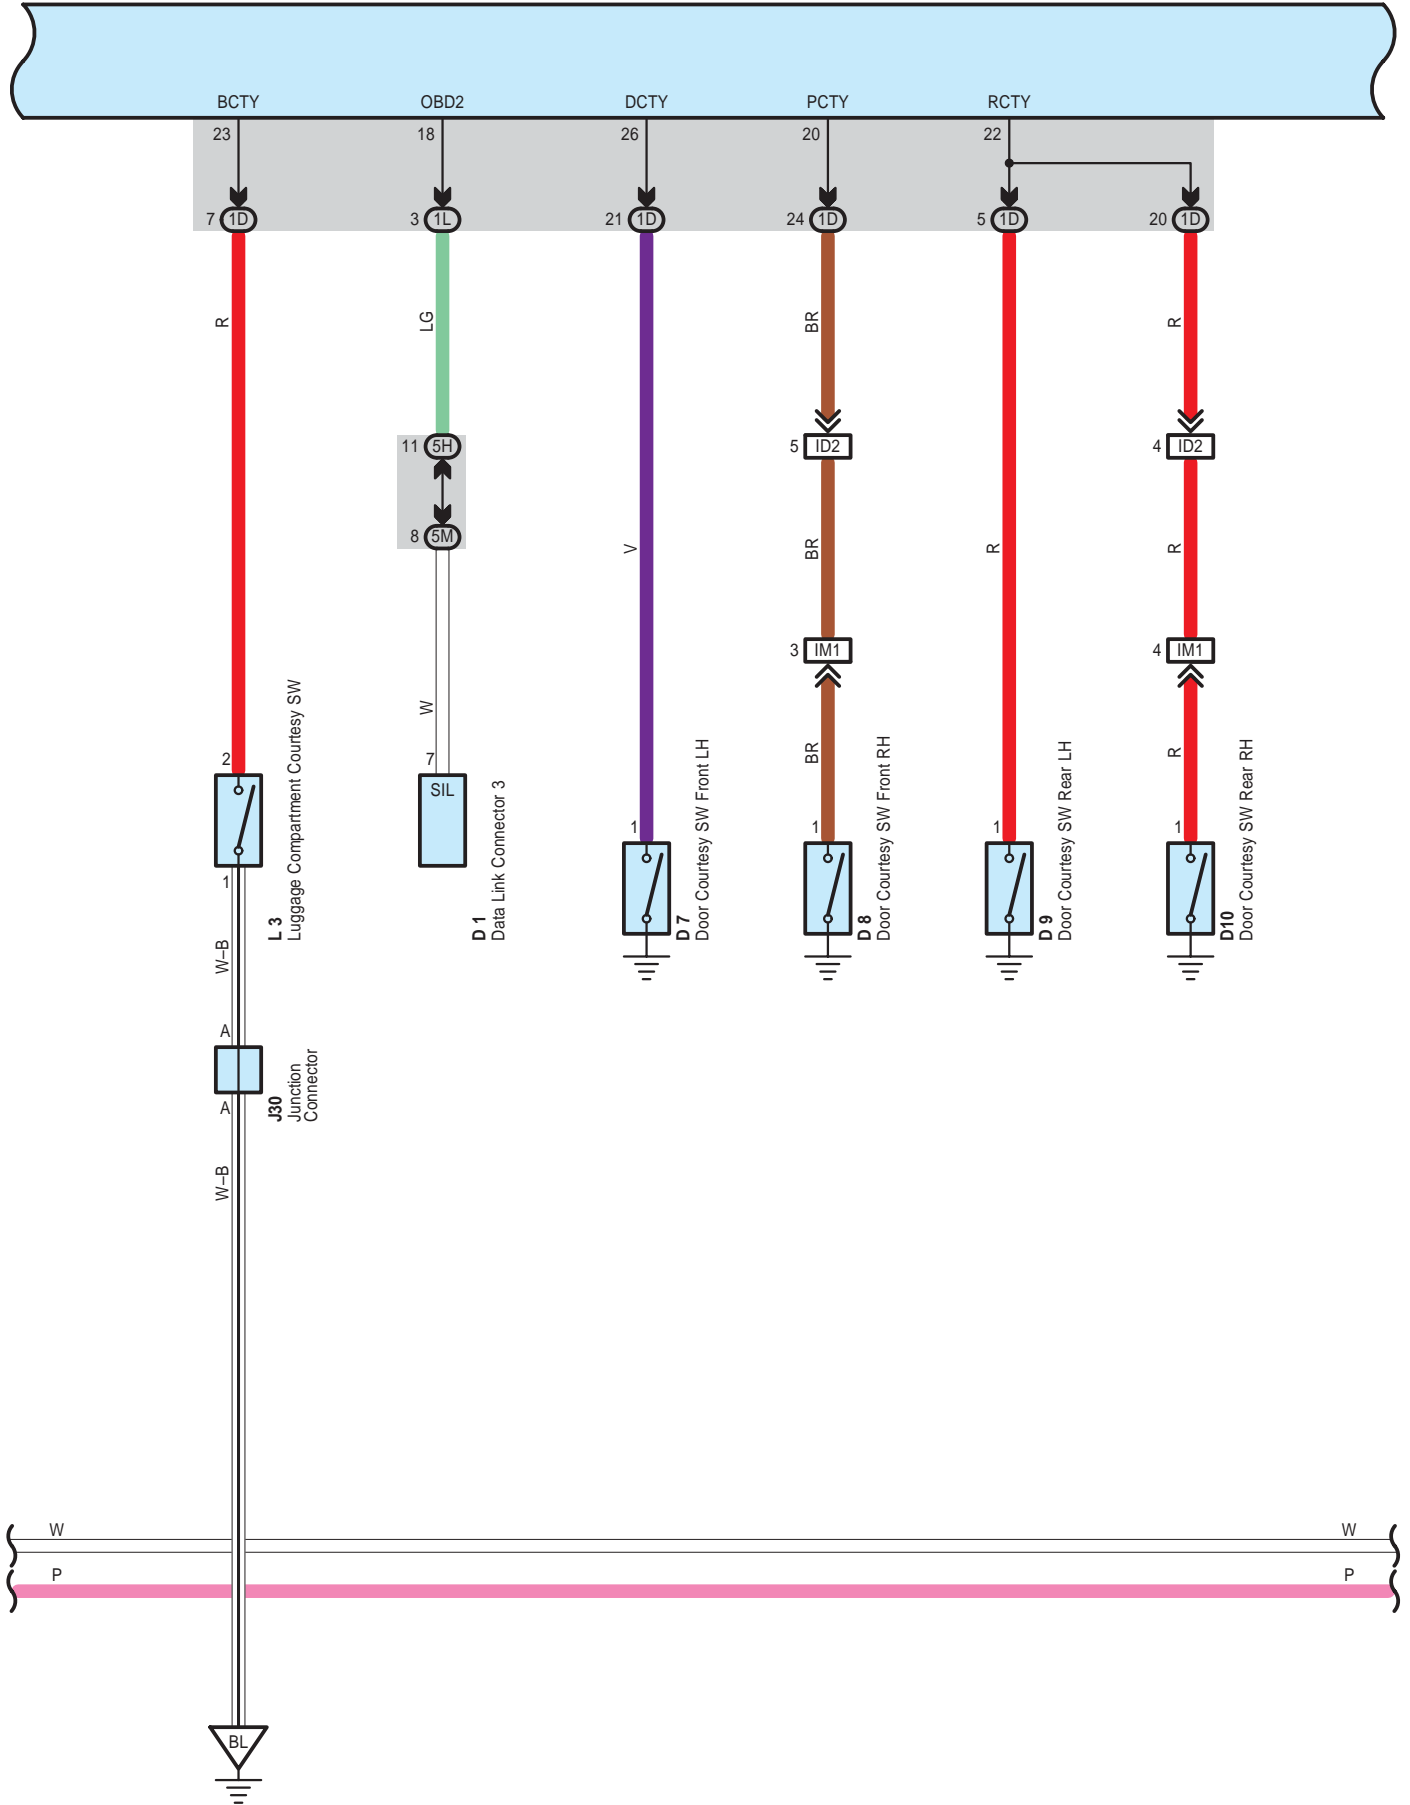 BCTY OBD2 DCTY PCTY RCTY
23 18 26 20 22
7 1D 3 1L 21 1D 24 1D 5 1D 20 1D
R LG BR R
11 5H 5 ID2 4 ID2
8 5M V BR R R
3 IM1 4 IM1
W BR R
2 7 1 1 1 1
SIL
L 3
Luggage Compartment Courtesy SW
D 1
Data Link Connector 3
D 7
Door Courtesy SW Front LH
D 8
Door Courtesy SW Front RH
D 9
Door Courtesy SW Rear LH
D10
Door Courtesy SW Rear RH
1
W–B
A
J30
Junction
Connector
A
W–B
W W
P P
BL